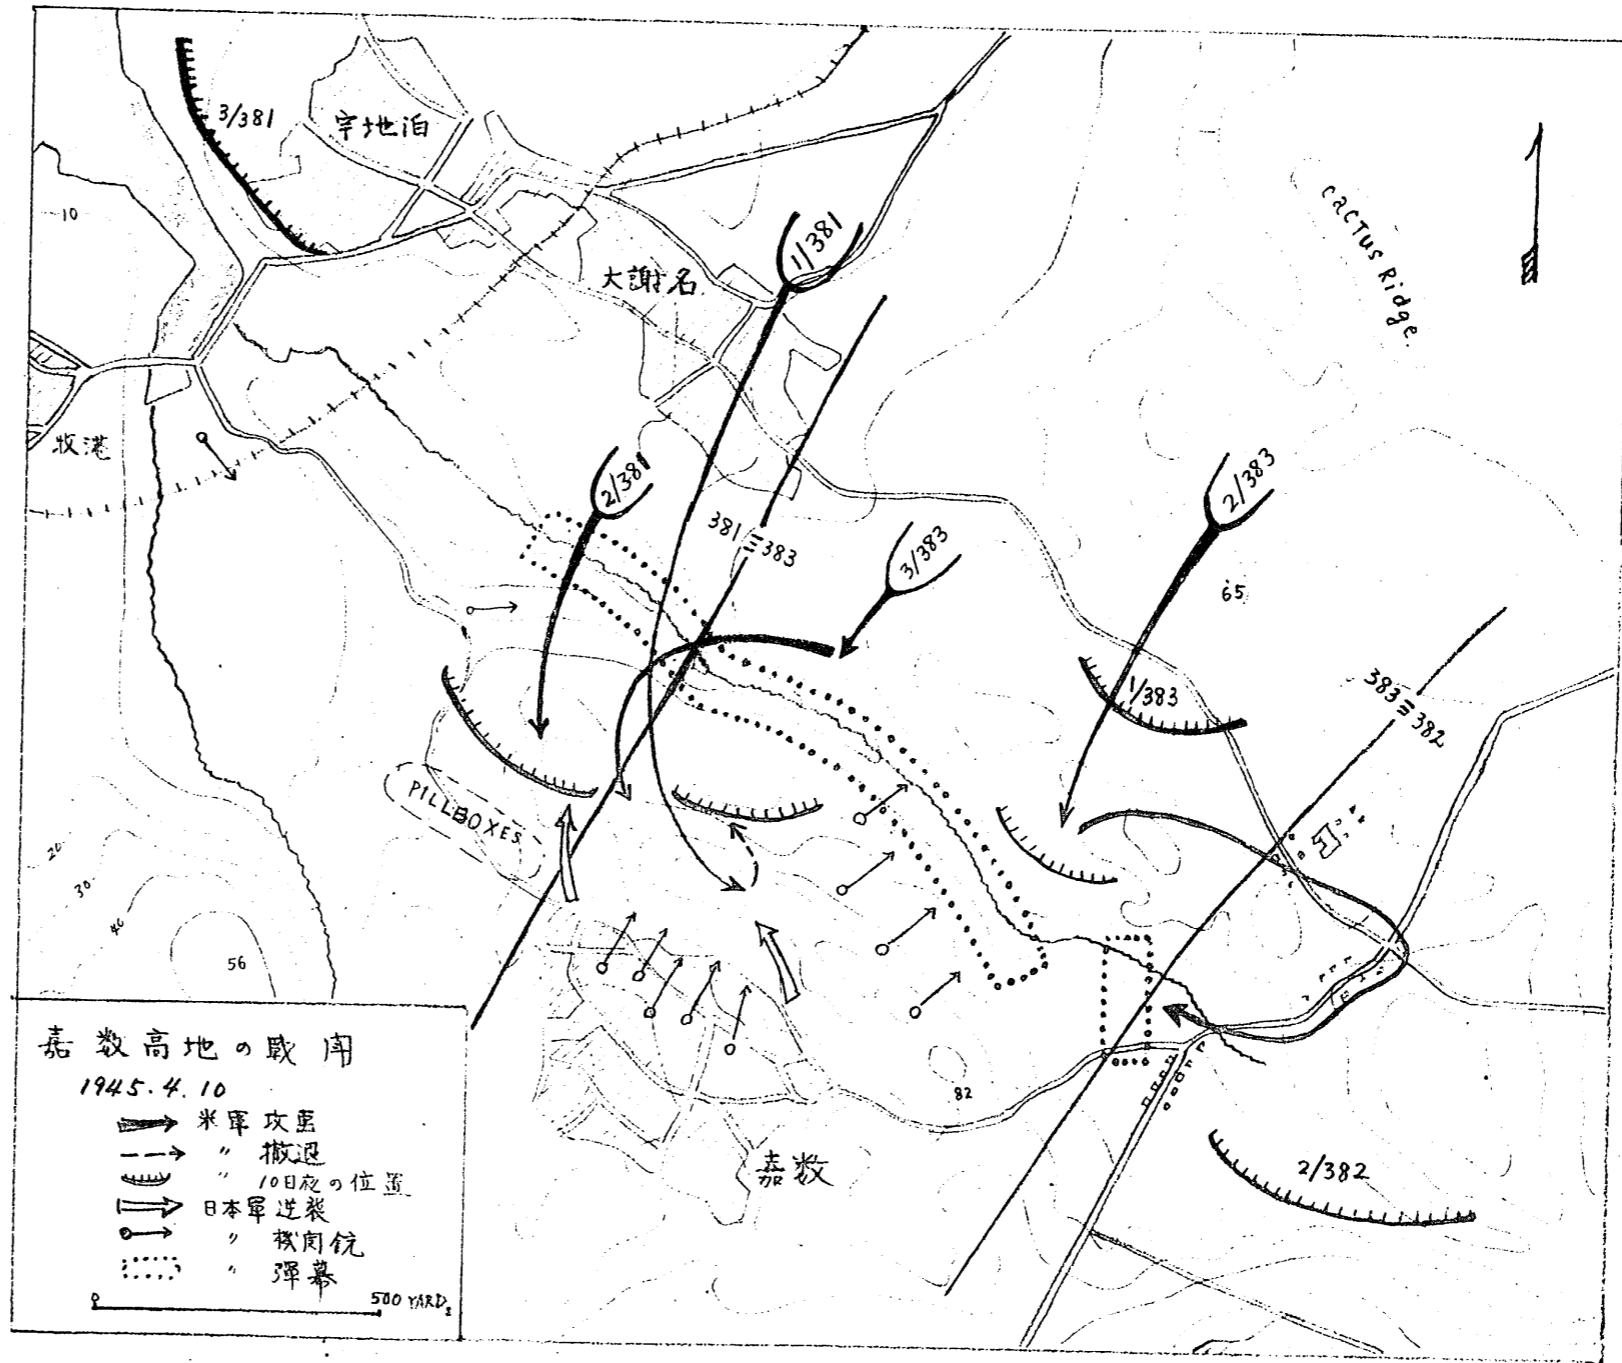 3/381
宇地泊
1/381
10
大謝名
CACTUS Ridge.
牧港
2/381
381 383
3/383
2/383
65
1/383
383 382
PILLBOXES
20
30
40
56
82
嘉数
2/382
嘉数高地の戦闘
1945.4.10
米軍攻撃
〃 撤退
〃 10日夜の位置
日本軍逆襲
〃 機関銃
〃 弾幕
500 YARDs